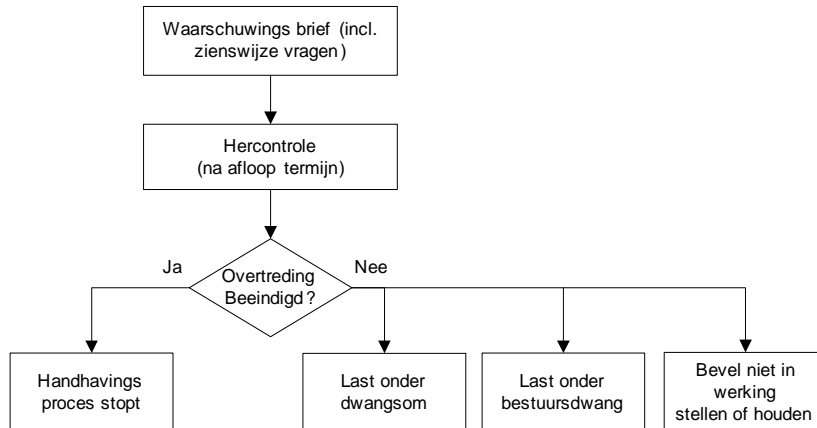 Waarschuwings brief (incl.
zienswijze vragen)
Hercontrole
(na afloop termijn)
Ja
Overtreding
Beeindigd?
Nee
Handhavings
proces stopt
Last onder
dwangsom
Last onder
bestuursdwang
Bevel niet in
werking
stellen of houden